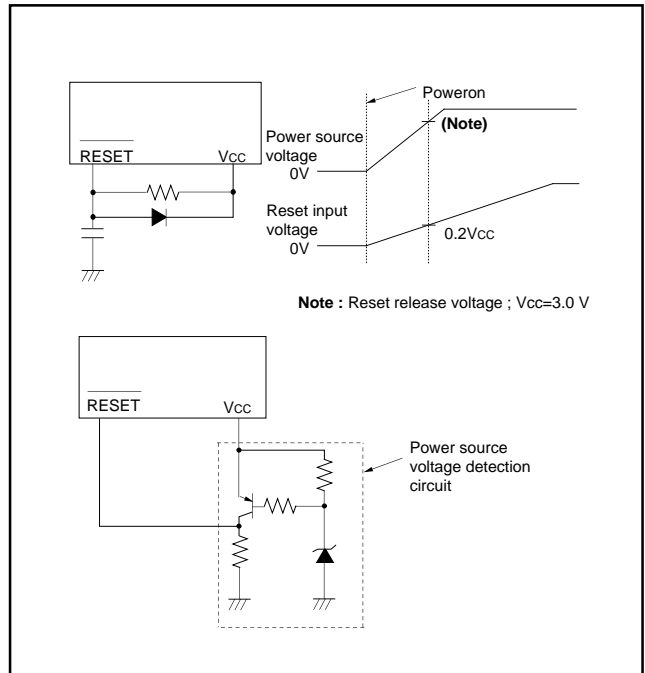 Poweron
(Note)
Power source
voltage
0V
RESET
Vcc
Reset input
voltage
0V
0.2Vcc
Note : Reset release voltage ; Vcc=3.0 V
RESET
Vcc
Power source
voltage detection
circuit